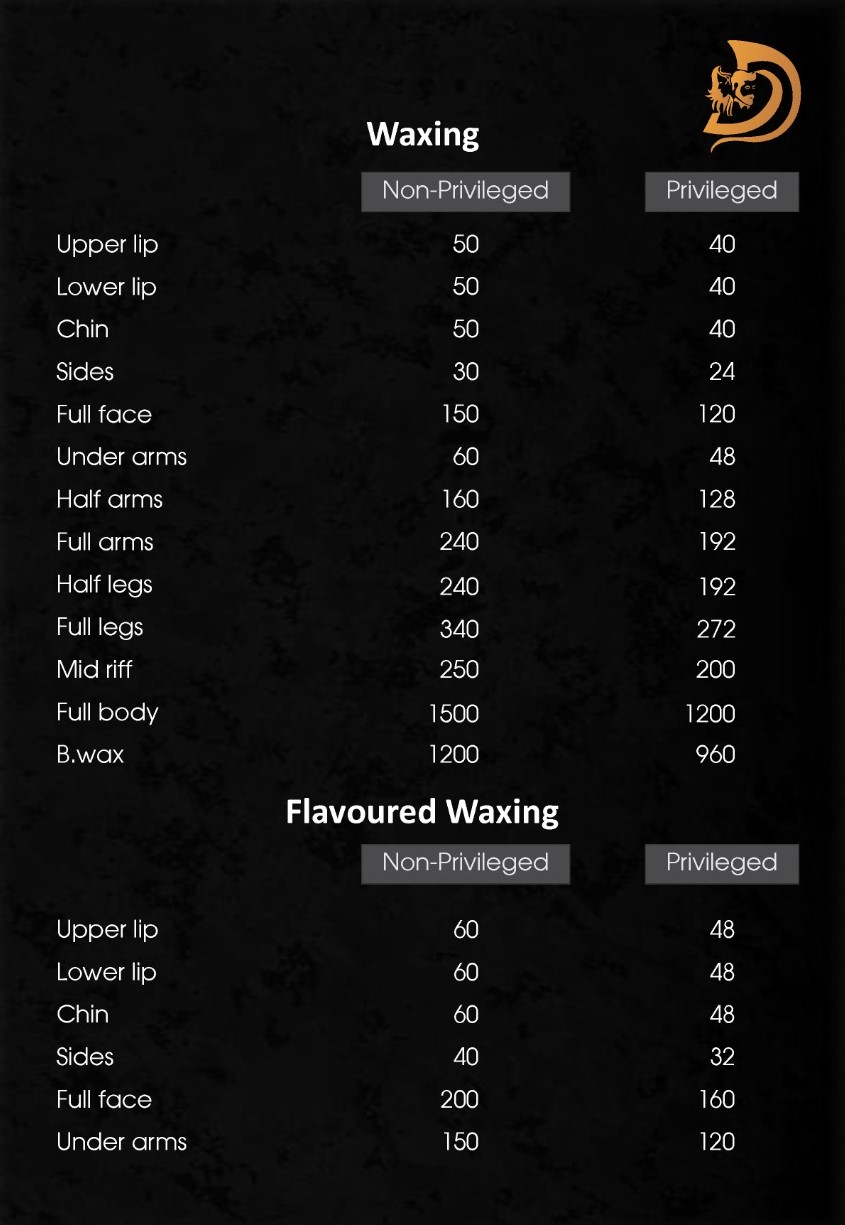 Waxing
Non-Privileged Privileged
Upper lip 50 40
Lower lip 50 40
Chin 50 40
Sides 30 24
Full face 150 120
Under arms 60 48
Half arms 160 128
Full arms 240 192
Half legs 240 192
Full legs 340 272
Mid riff 250 200
Full body 1500 1200
B.wax 1200 960
Flavoured Waxing
Non-Privileged Privileged
Upper lip 60 48
Lower lip 60 48
Chin 60 48
Sides 40 32
Full face 200 160
Under arms 150 120